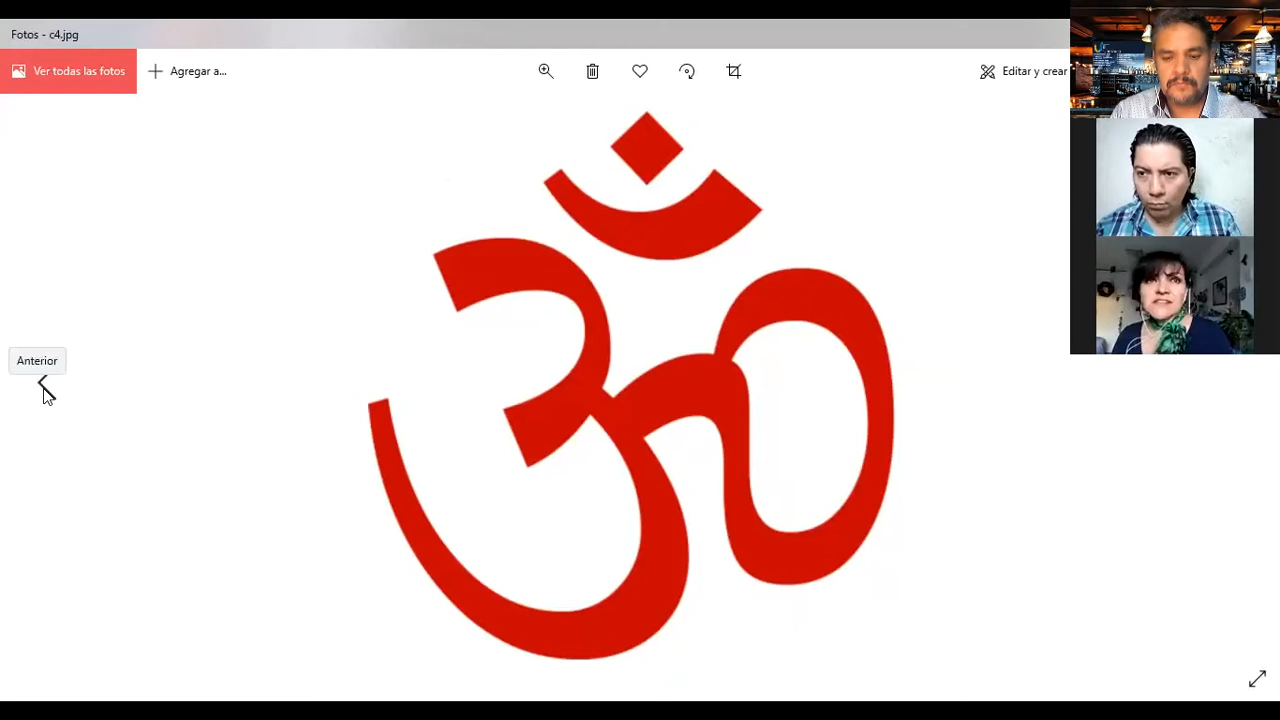 Fotos - c4.jpg
Ver todas las fotos
Agregar a...
Editar y crear
ॐ
Anterior